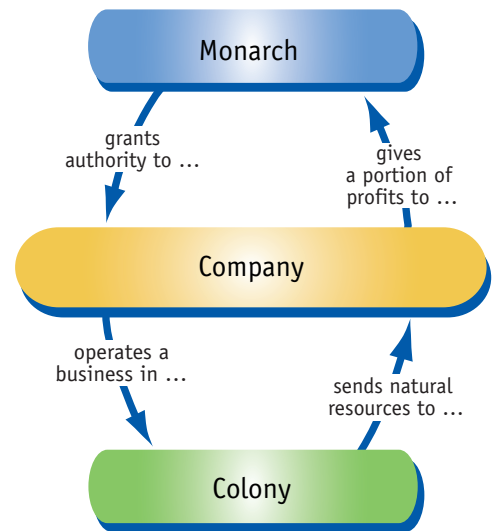 Monarch
grants
authority to ...
gives
a portion of
profits to ...
Company
operates a
business in ...
sends natural
resources to ...
Colony